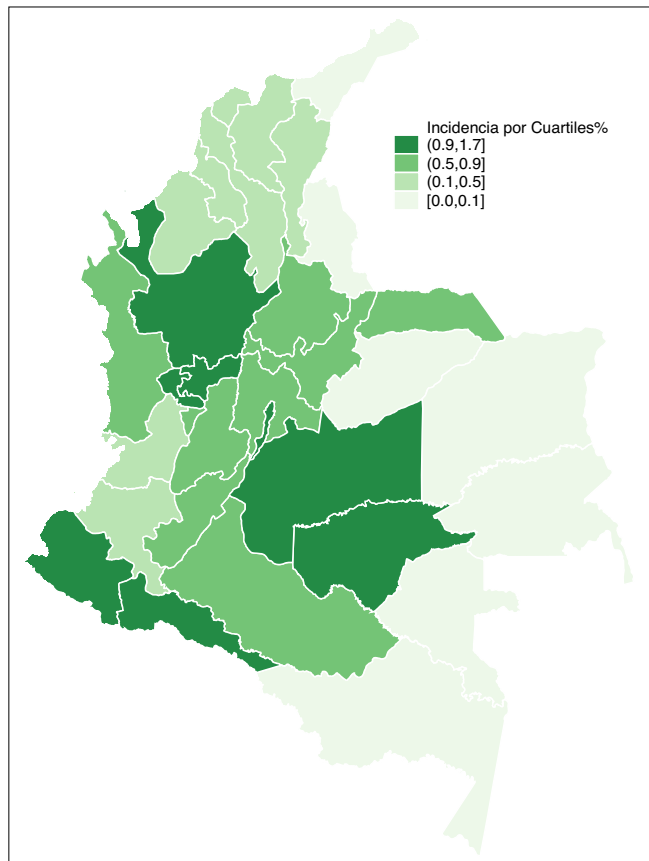 Incidencia por Cuartiles%
(0.9,1.7]
(0.5,0.9]
(0.1,0.5]
[0.0,0.1]